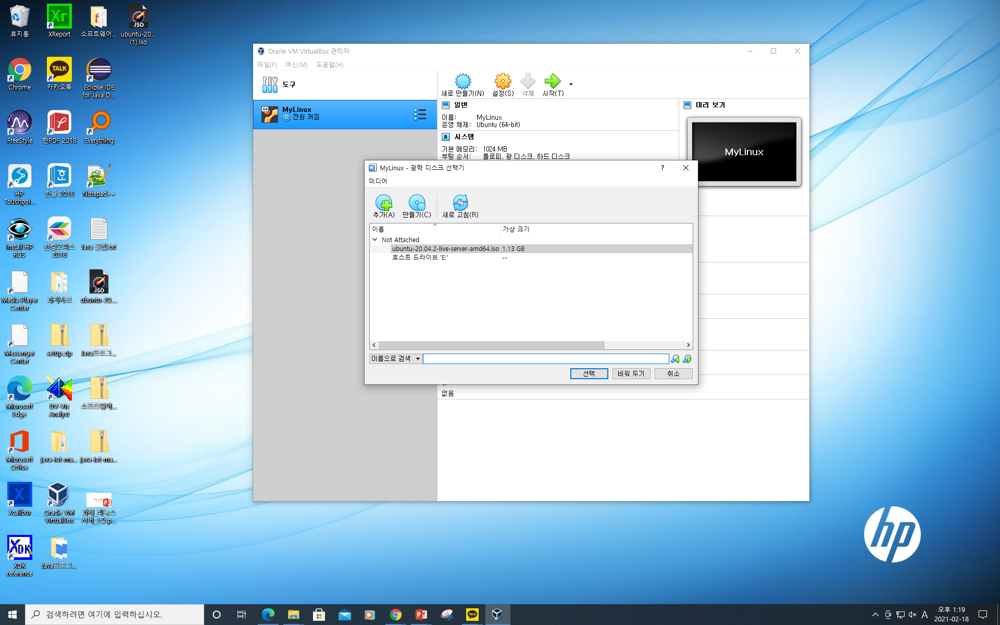 휴지통
XReport
소프트웨어...
ubuntu-20...
(1).iso
Chrome
카카오톡
Eclipse IDE
for Java D...
FreeStyle
한PDF 2018
Everything
HP
Touchpoi...
한글 2018
Notepad++
Install HP
RGS
한컴오피스
2018
Java 꿀팁.txt
Media Player
Center
과거자료
ubuntu-20....
Messenger
Center
setup.zip
Java프로그...
Microsoft
Edge
UV-Vis
Analyst
소프트웨어...
Microsoft
Office
java-iot-ma...
java-iot-ma...
Xcalibur
Oracle VM
VirtualBox
과제_리눅스
서버_1강.p...
XDK
reference
Java프로그...
Oracle VM VirtualBox 관리자
파일(F) 머신(M) 도움말(H)
도구
새로 만들기(N) 설정(S) 삭제 시작(T)
64
MyLinux
전원 꺼짐
일반
이름: MyLinux
운영 체제: Ubuntu (64-bit)
시스템
기본 메모리: 1024 MB
부팅 순서: 플로피, 광 디스크, 하드 디스크
미리 보기
MyLinux
MyLinux - 광학 디스크 선택기
미디어
추가(A) 만들기(C) 새로 고침(R)
이름 가상 크기
Not Attached
ubuntu-20.04.2-live-server-amd64.iso 1.13 GB
호스트 드라이브 'E:' --
이름으로 검색
선택 비워 두기 취소
없음
hp
검색하려면 여기에 입력하십시오.
A
오후 1:19
2021-02-18